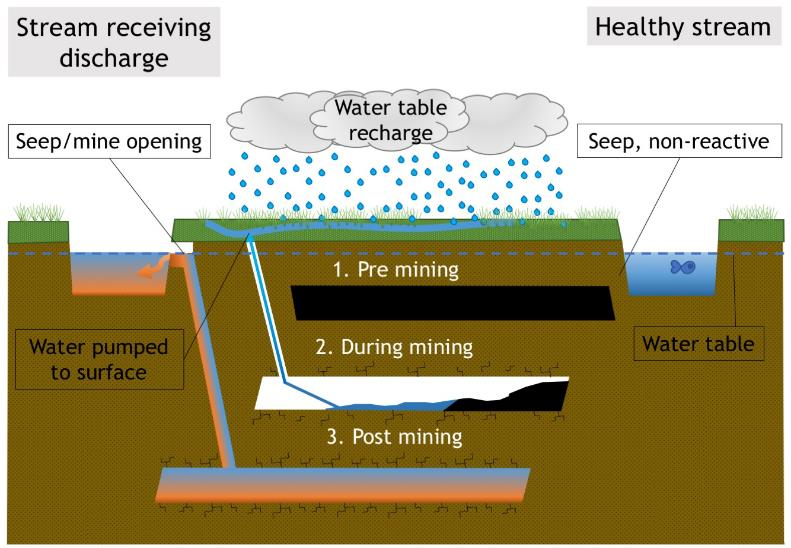 Stream receiving
discharge
Healthy stream
Water table
recharge
Seep/mine opening
Seep, non-reactive
1. Pre mining
Water pumped
to surface
2. During mining
Water table
3. Post mining